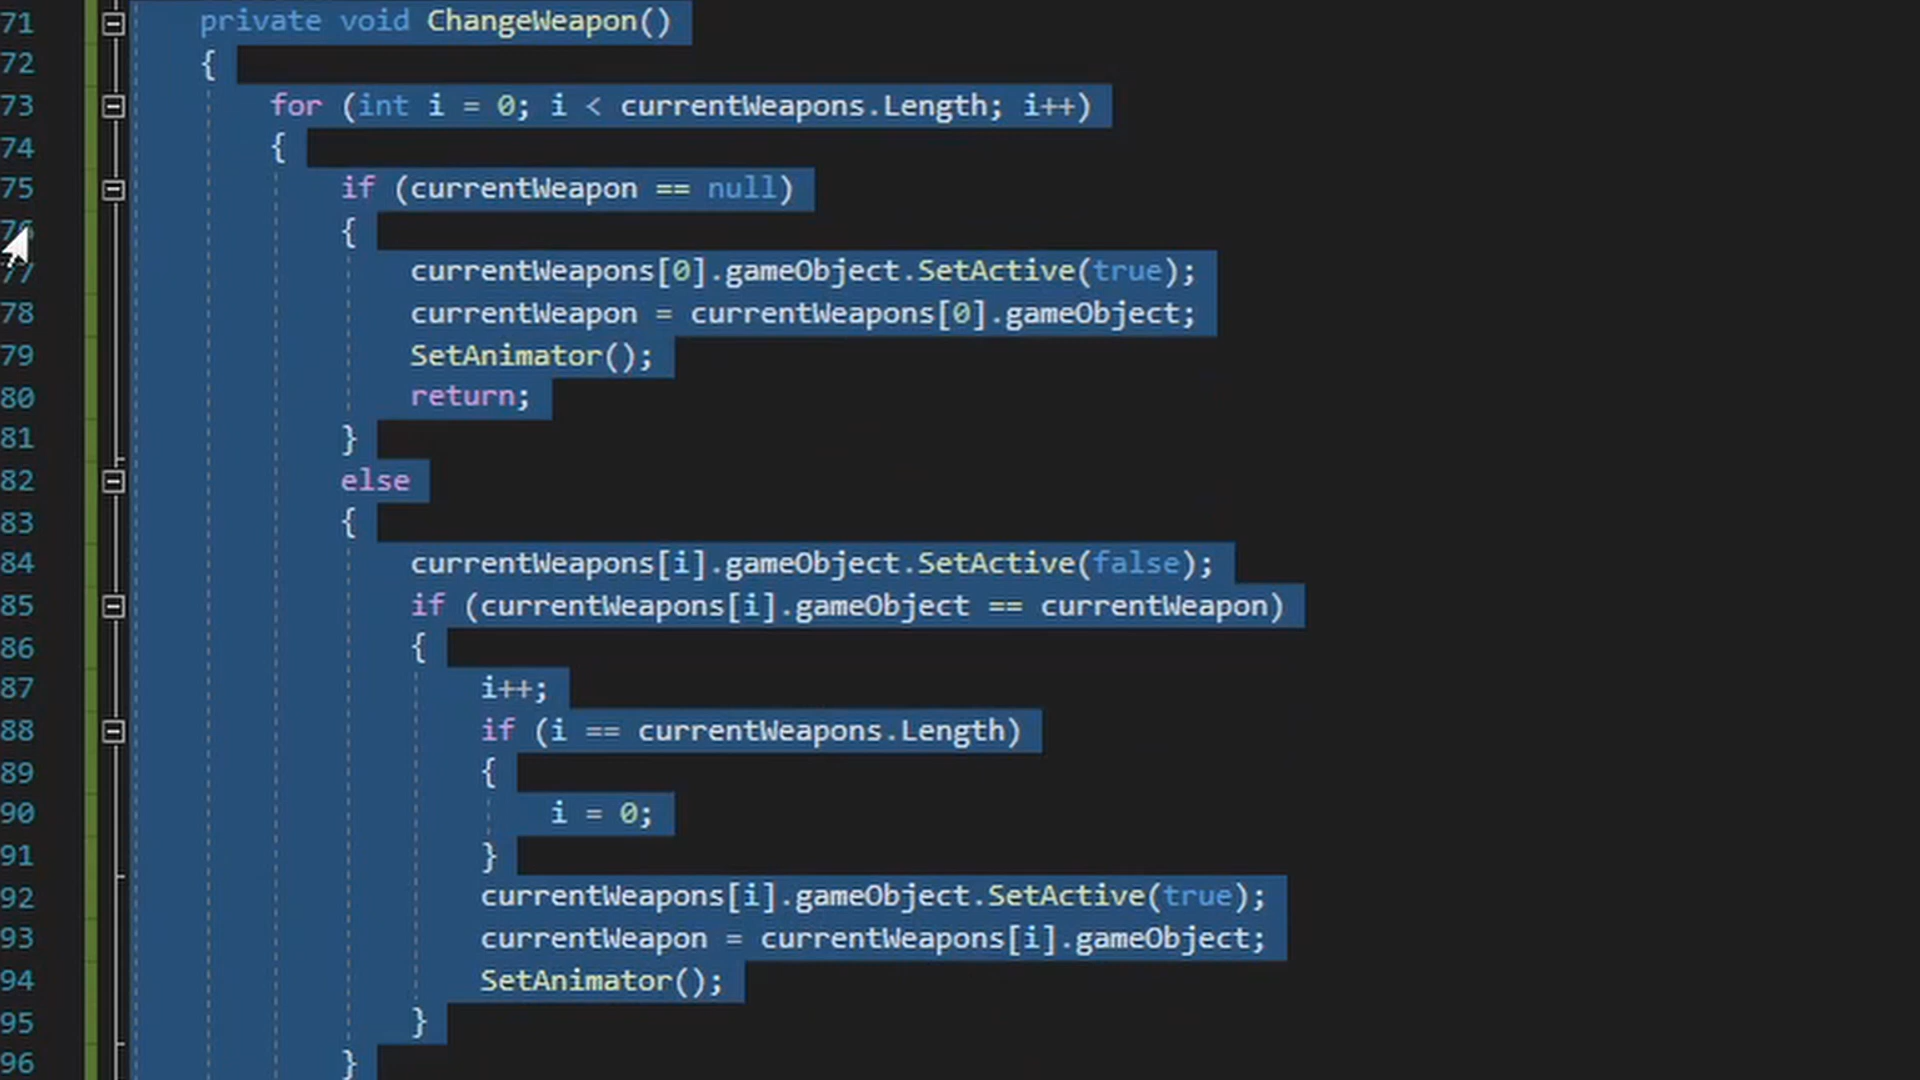 71 private void ChangeWeapon()
72 {
73 for (int i = 0; i < currentWeapons.Length; i++)
74 {
75 if (currentWeapon == null)
76 {
77 currentWeapons[0].gameObject.SetActive(true);
78 currentWeapon = currentWeapons[0].gameObject;
79 SetAnimator();
80 return;
81 }
82 else
83 {
84 currentWeapons[i].gameObject.SetActive(false);
85 if (currentWeapons[i].gameObject == currentWeapon)
86 {
87 i++;
88 if (i == currentWeapons.Length)
89 {
90 i = 0;
91 }
92 currentWeapons[i].gameObject.SetActive(true);
93 currentWeapon = currentWeapons[i].gameObject;
94 SetAnimator();
95 }
96 }